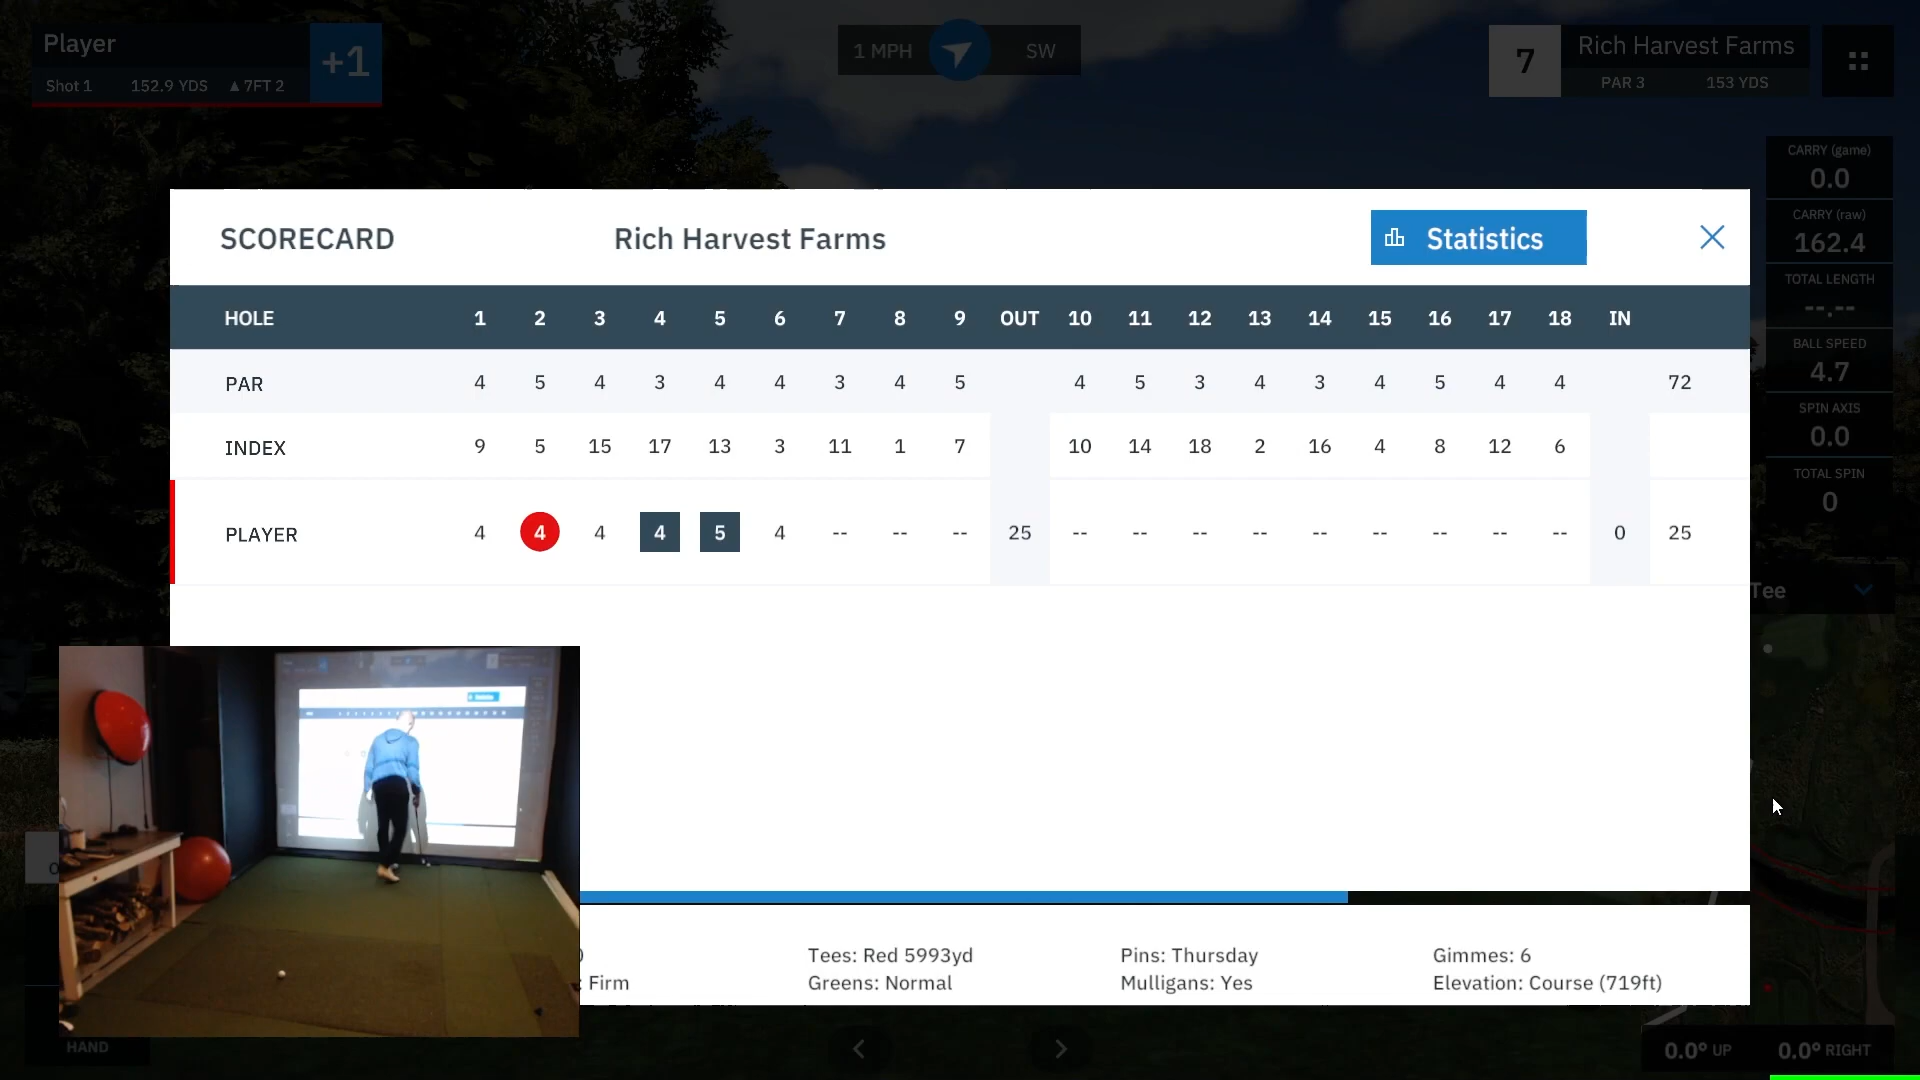 Player
+1
Shot 1 152.9 YDS ▲7FT 2
1 MPH SW
7
Rich Harvest Farms
PAR 3 153 YDS
CARRY (game)
0.0
CARRY (raw)
162.4
TOTAL LENGTH
--.--
BALL SPEED
4.7
SPIN AXIS
0.0
TOTAL SPIN
0
Tee
SCORECARD Rich Harvest Farms Statistics
HOLE 1 2 3 4 5 6 7 8 9 OUT 10 11 12 13 14 15 16 17 18 IN
PAR 4 5 4 3 4 4 3 4 5 4 5 3 4 3 4 5 4 4 72
INDEX 9 5 15 17 13 3 11 1 7 10 14 18 2 16 4 8 12 6
PLAYER 4 4 4 4 5 4 -- -- -- 25 -- -- -- -- -- -- -- -- -- 0 25
Tees: Red 5993yd Pins: Thursday Gimmes: 6
: Firm Greens: Normal Mulligans: Yes Elevation: Course (719ft)
HAND
0.0° UP 0.0° RIGHT